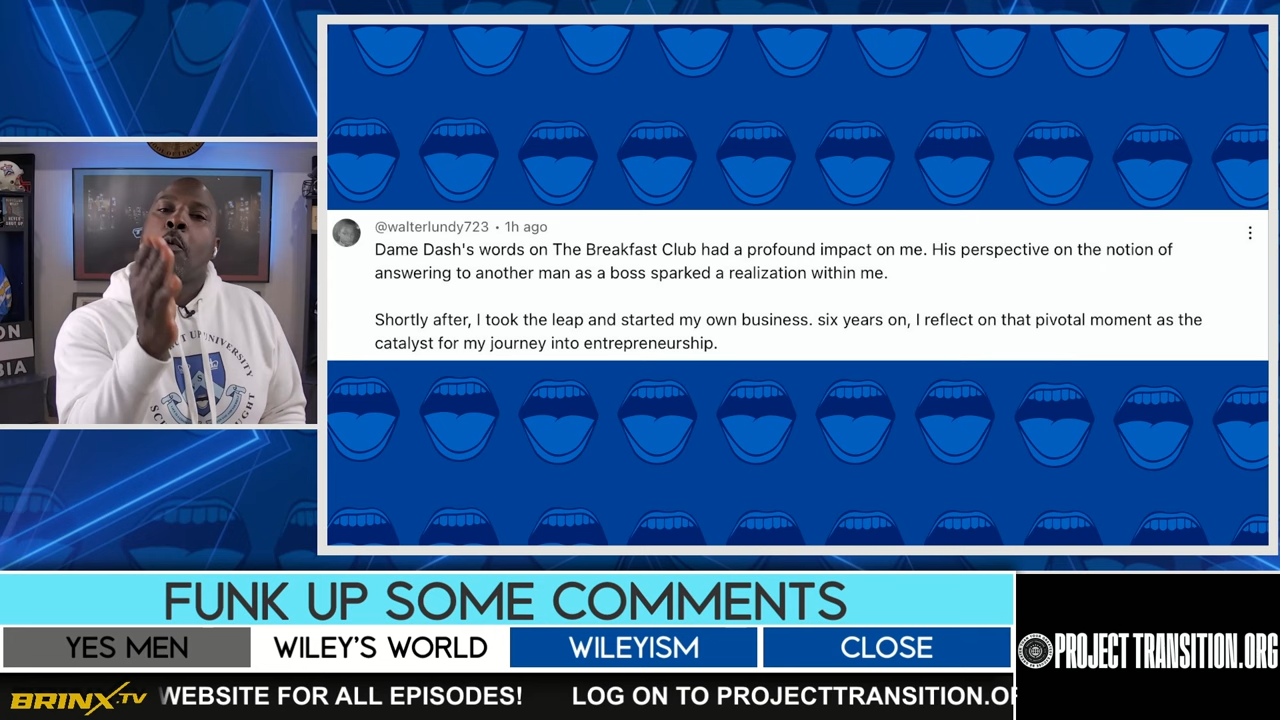 @walterlundy723 • 1h ago
Dame Dash's words on The Breakfast Club had a profound impact on me. His perspective on the notion of
answering to another man as a boss sparked a realization within me.
Shortly after, I took the leap and started my own business. six years on, I reflect on that pivotal moment as the
catalyst for my journey into entrepreneurship.
FUNK UP SOME COMMENTS
YES MEN
WILEY'S WORLD
WILEYISM
CLOSE
PROJECT TRANSITION.ORG
BRINX.TV
WEBSITE FOR ALL EPISODES! LOG ON TO PROJECTTRANSITION.OR